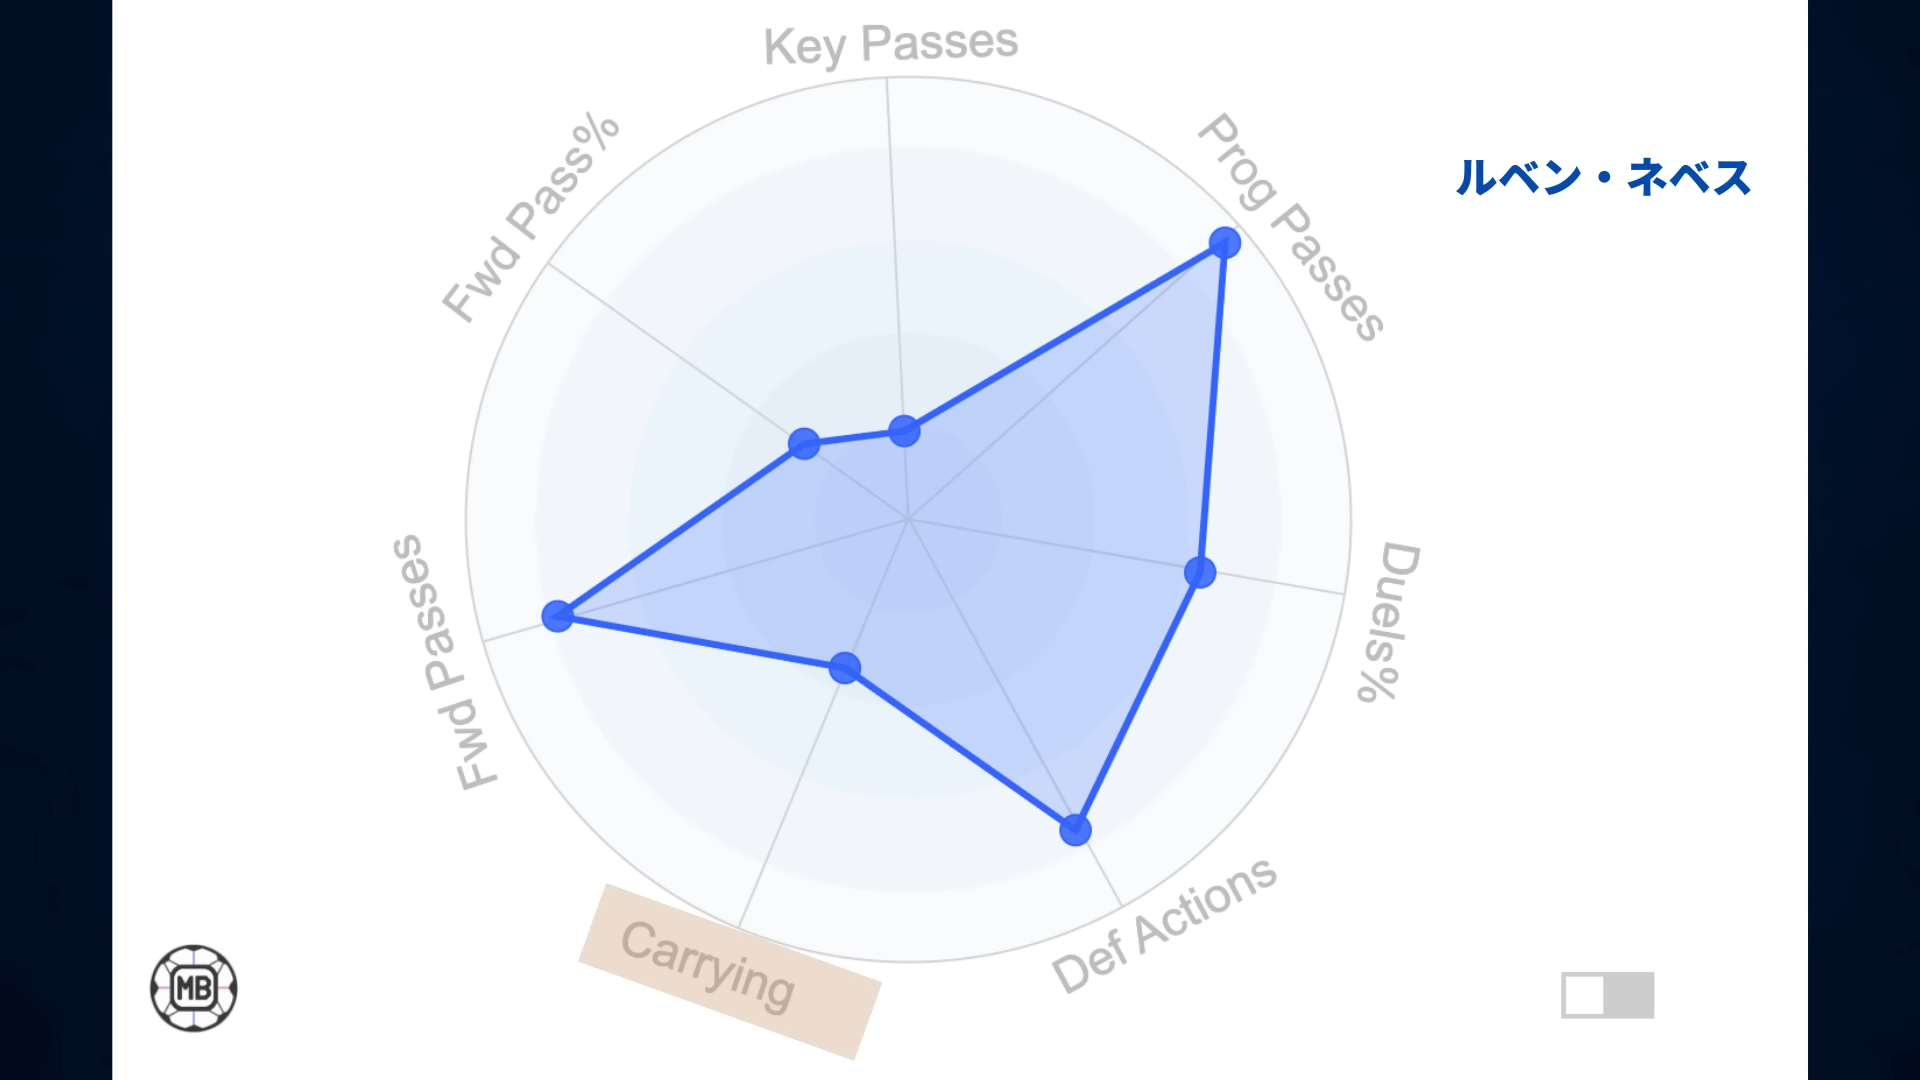 Key Passes
Prog Passes
Fwd Pass%
ルベン・ネベス
Duels%
Fwd Passes
Def Actions
Carrying
MB